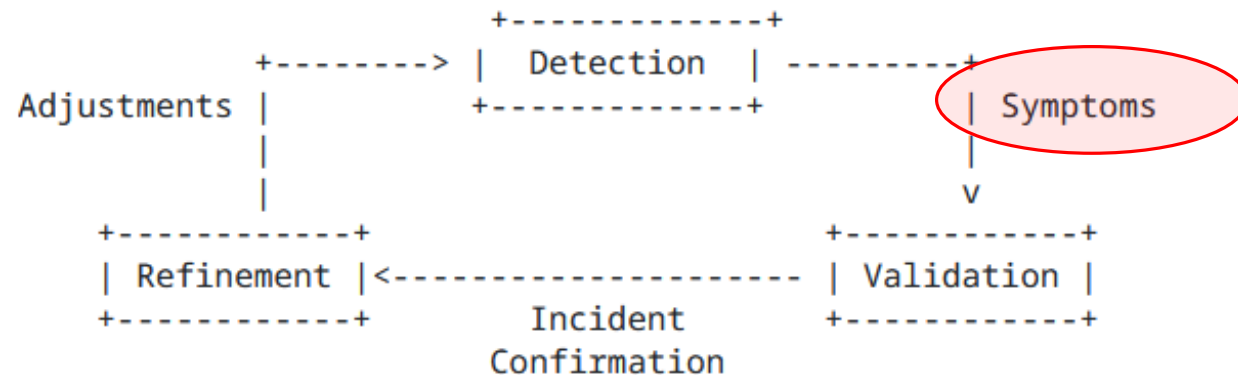 +-------------+
+--------> | Detection | ---------+
Adjustments | +-------------+ | Symptoms
| |
| v
+------------+ +------------+
| Refinement |<---------------------- | Validation |
+------------+ Incident +------------+
Confirmation